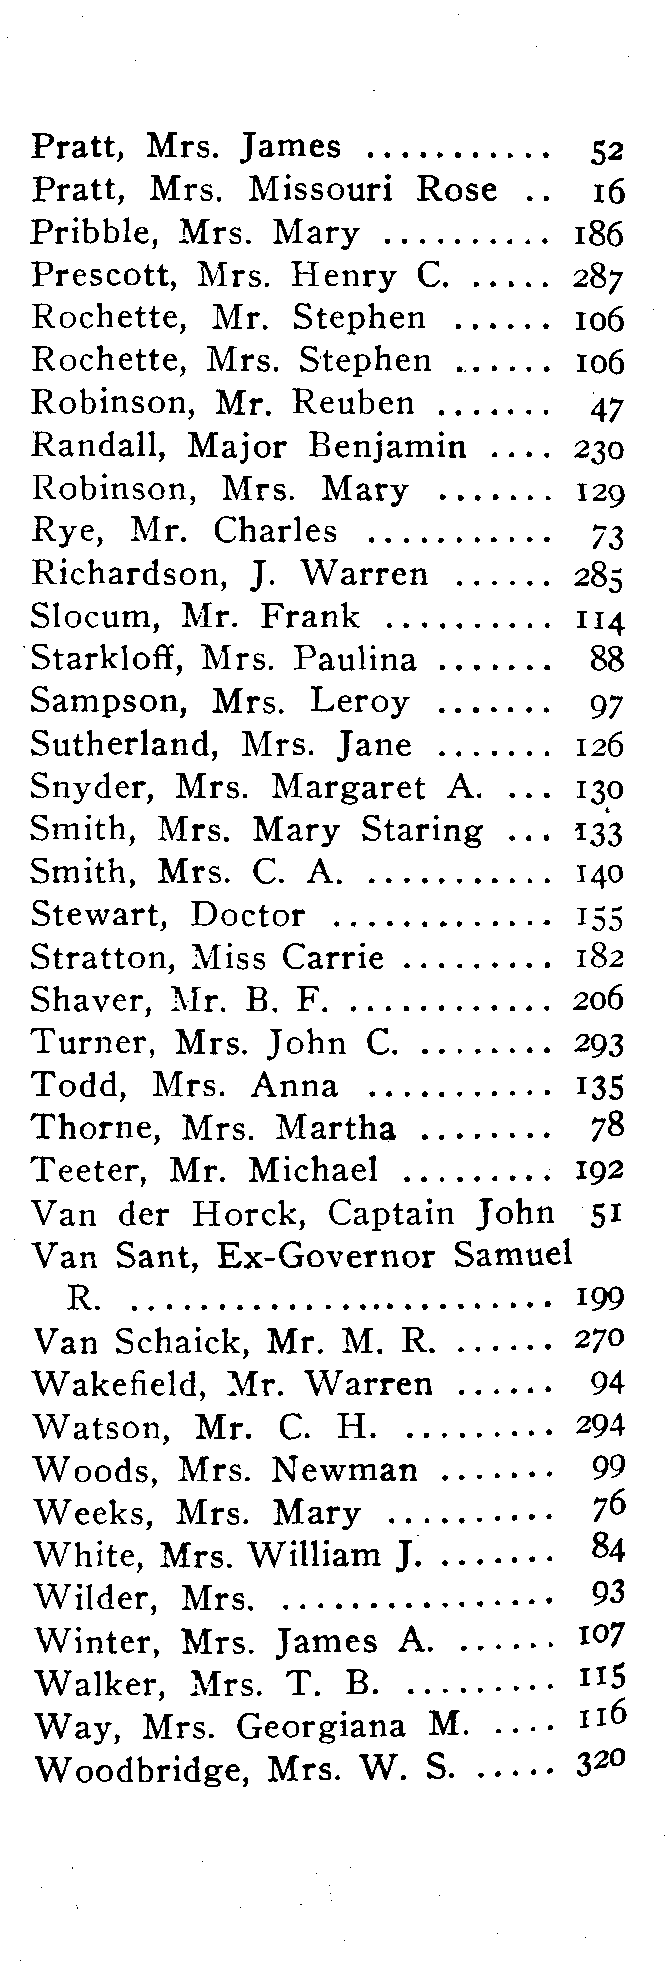 Pratt, Mrs. James ........... 52
Pratt, Mrs. Missouri Rose .. 16
Pribble, Mrs. Mary .......... 186
Prescott, Mrs. Henry C. ..... 287
Rochette, Mr. Stephen ...... 106
Rochette, Mrs. Stephen ...... 106
Robinson, Mr. Reuben ....... 47
Randall, Major Benjamin .... 230
Robinson, Mrs. Mary ....... 129
Rye, Mr. Charles ........... 73
Richardson, J. Warren ...... 285
Slocum, Mr. Frank .......... 114
Starkloff, Mrs. Paulina ....... 88
Sampson, Mrs. Leroy ....... 97
Sutherland, Mrs. Jane ....... 126
Snyder, Mrs. Margaret A. ... 130
Smith, Mrs. Mary Staring ... 133
Smith, Mrs. C. A. ........... 140
Stewart, Doctor ............. 155
Stratton, Miss Carrie ......... 182
Shaver, Mr. B. F. ............ 206
Turner, Mrs. John C. ........ 293
Todd, Mrs. Anna ........... 135
Thorne, Mrs. Martha ........ 78
Teeter, Mr. Michael ......... 192
Van der Horck, Captain John 51
Van Sant, Ex-Governor Samuel
R. ......................... 199
Van Schaick, Mr. M. R. ...... 270
Wakefield, Mr. Warren ...... 94
Watson, Mr. C. H. ......... 294
Woods, Mrs. Newman ....... 99
Weeks, Mrs. Mary .......... 76
White, Mrs. William J. ....... 84
Wilder, Mrs. ................ 93
Winter, Mrs. James A. ...... 107
Walker, Mrs. T. B. ......... 115
Way, Mrs. Georgiana M. .... 116
Woodbridge, Mrs. W. S. ..... 320